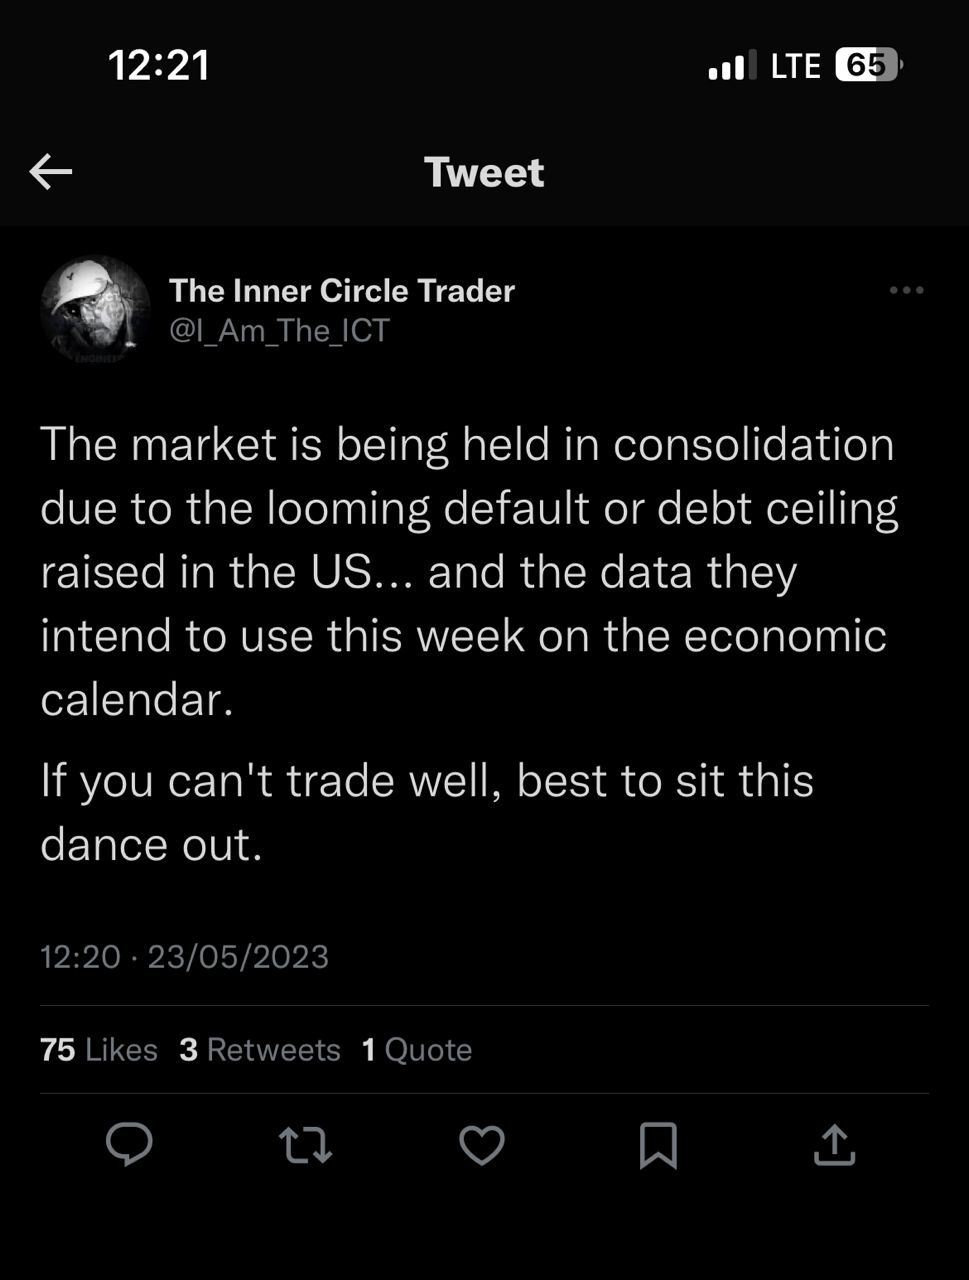 12:21 LTE 65
Tweet
The Inner Circle Trader
@I_Am_The_ICT
The market is being held in consolidation
due to the looming default or debt ceiling
raised in the US... and the data they
intend to use this week on the economic
calendar.
If you can't trade well, best to sit this
dance out.
12:20 · 23/05/2023
75 Likes 3 Retweets 1 Quote